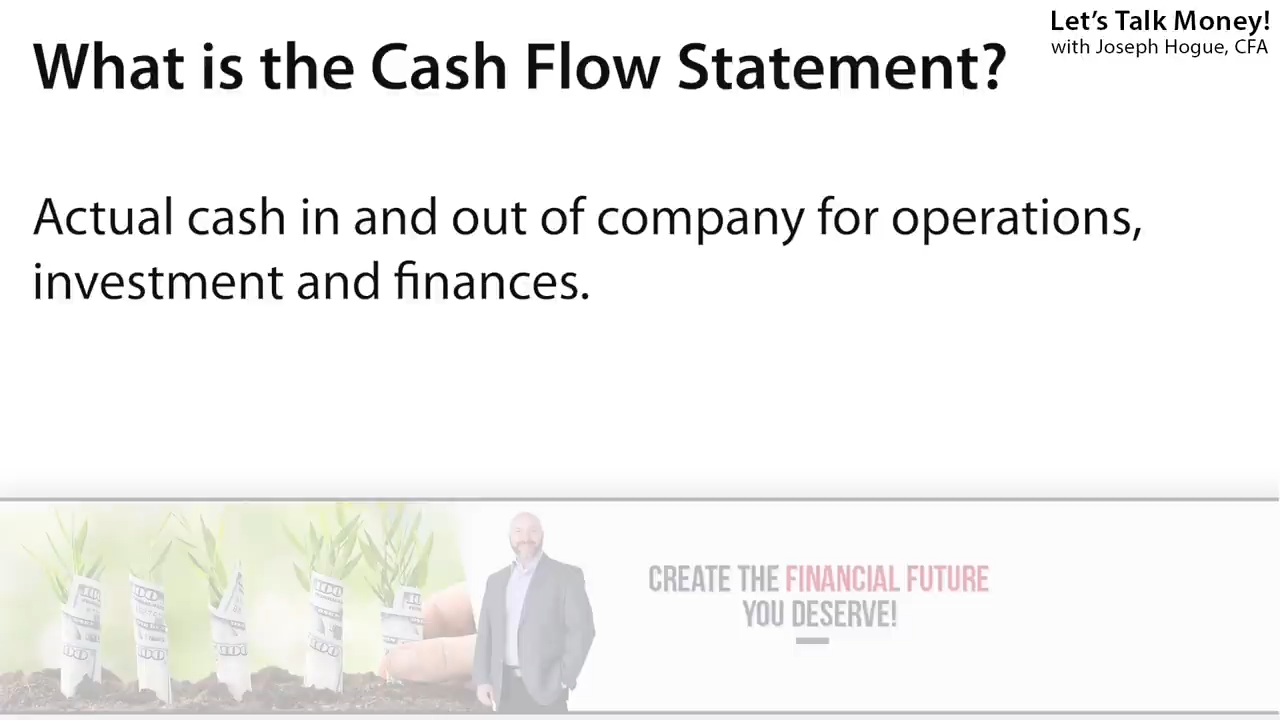 Let's Talk Money!
with Joseph Hogue, CFA
What is the Cash Flow Statement?
Actual cash in and out of company for operations,
investment and finances.
CREATE THE FINANCIAL FUTURE
YOU DESERVE!